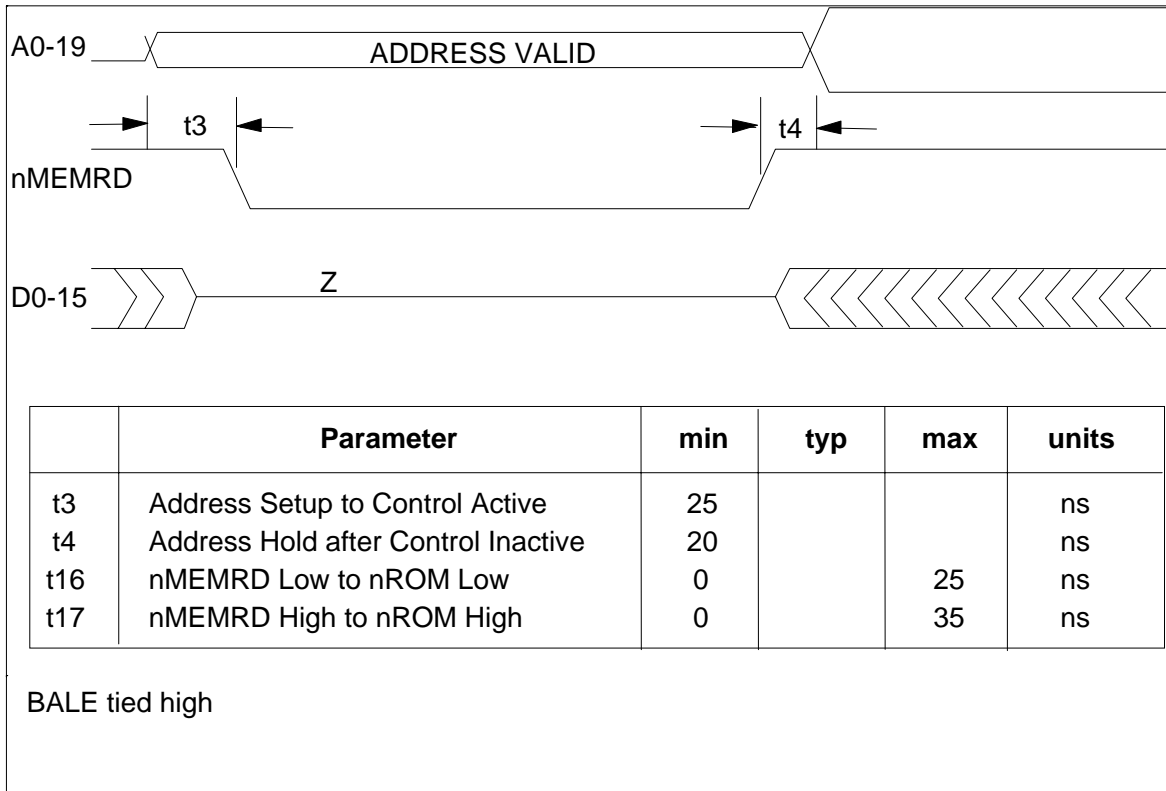 A0-19 ADDRESS VALID
t3 t4
nMEMRD
D0-15 Z
Parameter min typ max units
t3 Address Setup to Control Active 25 ns
t4 Address Hold after Control Inactive 20 ns
t16 nMEMRD Low to nROM Low 0 25 ns
t17 nMEMRD High to nROM High 0 35 ns
BALE tied high